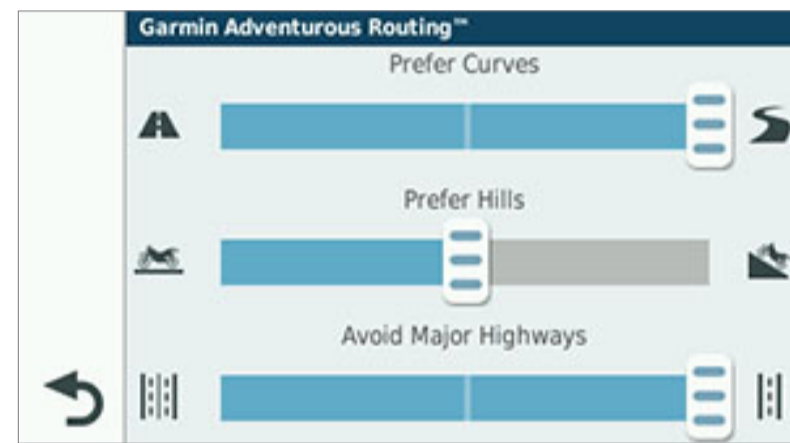 Garmin Adventurous Routing™
Prefer Curves
Prefer Hills
Avoid Major Highways